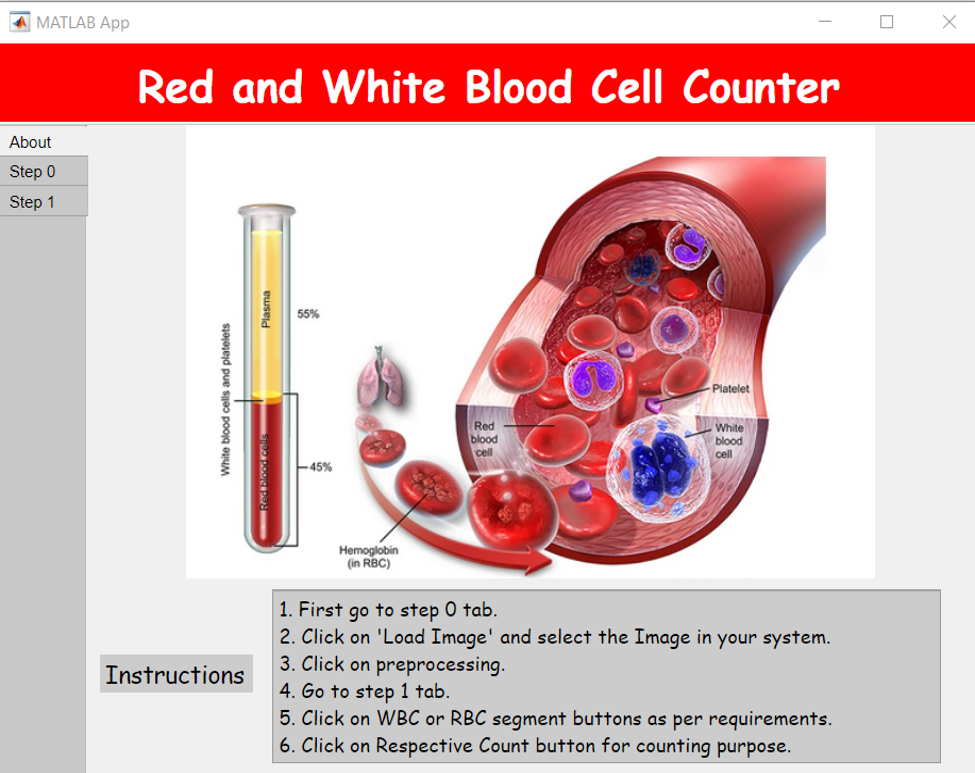 MATLAB App
Red and White Blood Cell Counter
About
Step 0
Step 1
Plasma
55%
White blood cells and platelets
Red blood cells
45%
Hemoglobin
(in RBC)
Red
blood
cell
Platelet
White
blood
cell
Instructions
1. First go to step 0 tab.
2. Click on 'Load Image' and select the Image in your system.
3. Click on preprocessing.
4. Go to step 1 tab.
5. Click on WBC or RBC segment buttons as per requirements.
6. Click on Respective Count button for counting purpose.